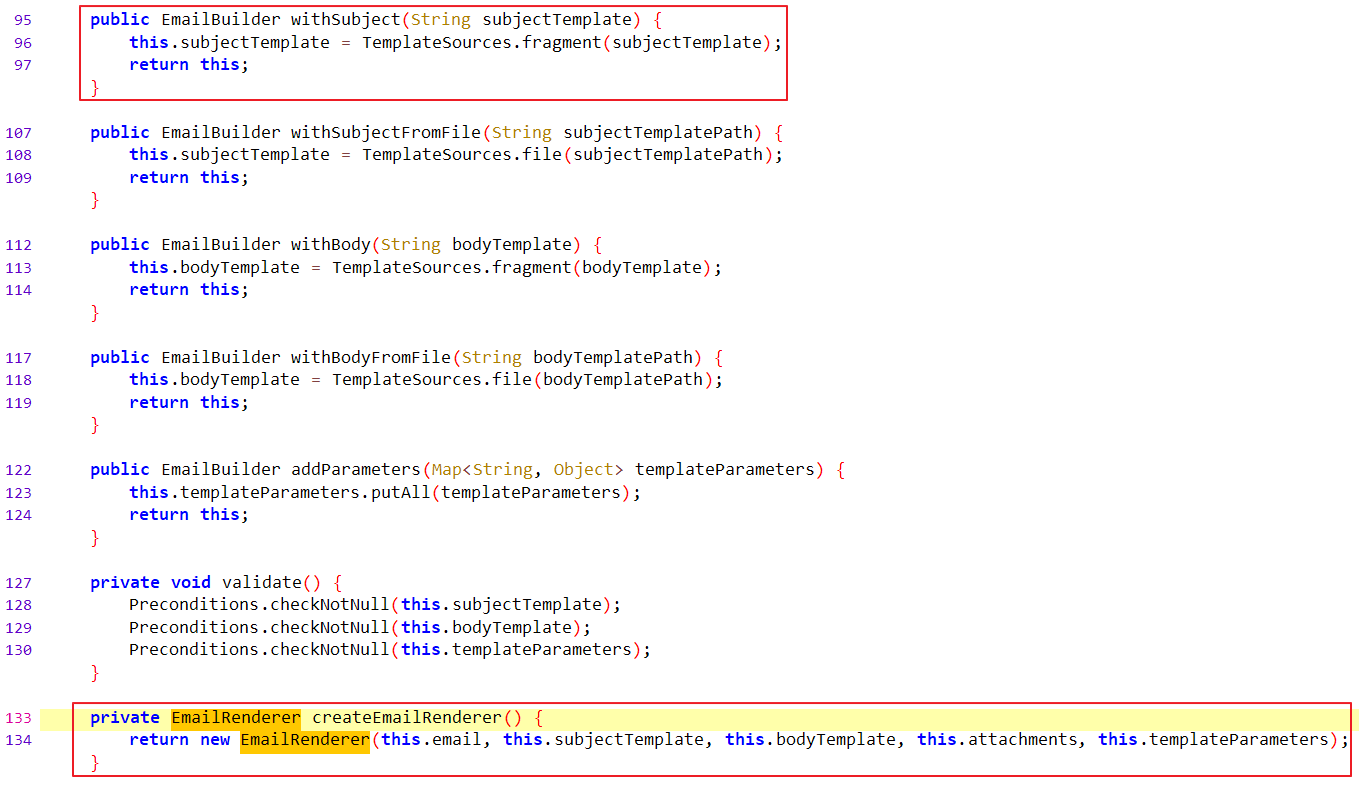 95 public EmailBuilder withSubject(String subjectTemplate) {
96 this.subjectTemplate = TemplateSources.fragment(subjectTemplate);
97 return this;
}
107 public EmailBuilder withSubjectFromFile(String subjectTemplatePath) {
108 this.subjectTemplate = TemplateSources.file(subjectTemplatePath);
109 return this;
}
112 public EmailBuilder withBody(String bodyTemplate) {
113 this.bodyTemplate = TemplateSources.fragment(bodyTemplate);
114 return this;
}
117 public EmailBuilder withBodyFromFile(String bodyTemplatePath) {
118 this.bodyTemplate = TemplateSources.file(bodyTemplatePath);
119 return this;
}
122 public EmailBuilder addParameters(Map<String, Object> templateParameters) {
123 this.templateParameters.putAll(templateParameters);
124 return this;
}
127 private void validate() {
128 Preconditions.checkNotNull(this.subjectTemplate);
129 Preconditions.checkNotNull(this.bodyTemplate);
130 Preconditions.checkNotNull(this.templateParameters);
}
133 private EmailRenderer createEmailRenderer() {
134 return new EmailRenderer(this.email, this.subjectTemplate, this.bodyTemplate, this.attachments, this.templateParameters);
}